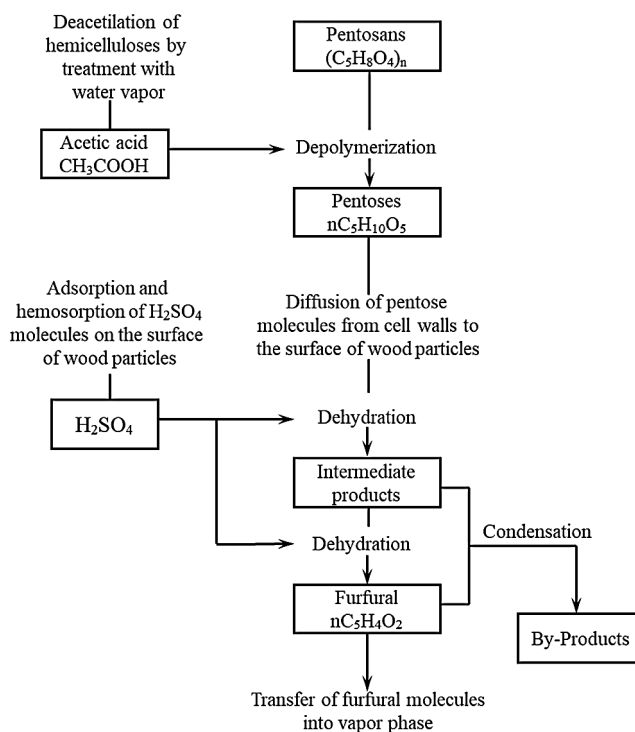 Deacetilation of
hemicelluloses by
treatment with
water vapor
Pentosans
(C₅H₈O₄)ₙ
Acetic acid
CH₃COOH
Depolymerization
Pentoses
nC₅H₁₀O₅
Adsorption and
hemosorption of H₂SO₄
molecules on the surface
of wood particles
Diffusion of pentose
molecules from cell walls to
the surface of wood particles
H₂SO₄
Dehydration
Intermediate
products
Condensation
Dehydration
Furfural
nC₅H₄O₂
By-Products
Transfer of furfural molecules
into vapor phase